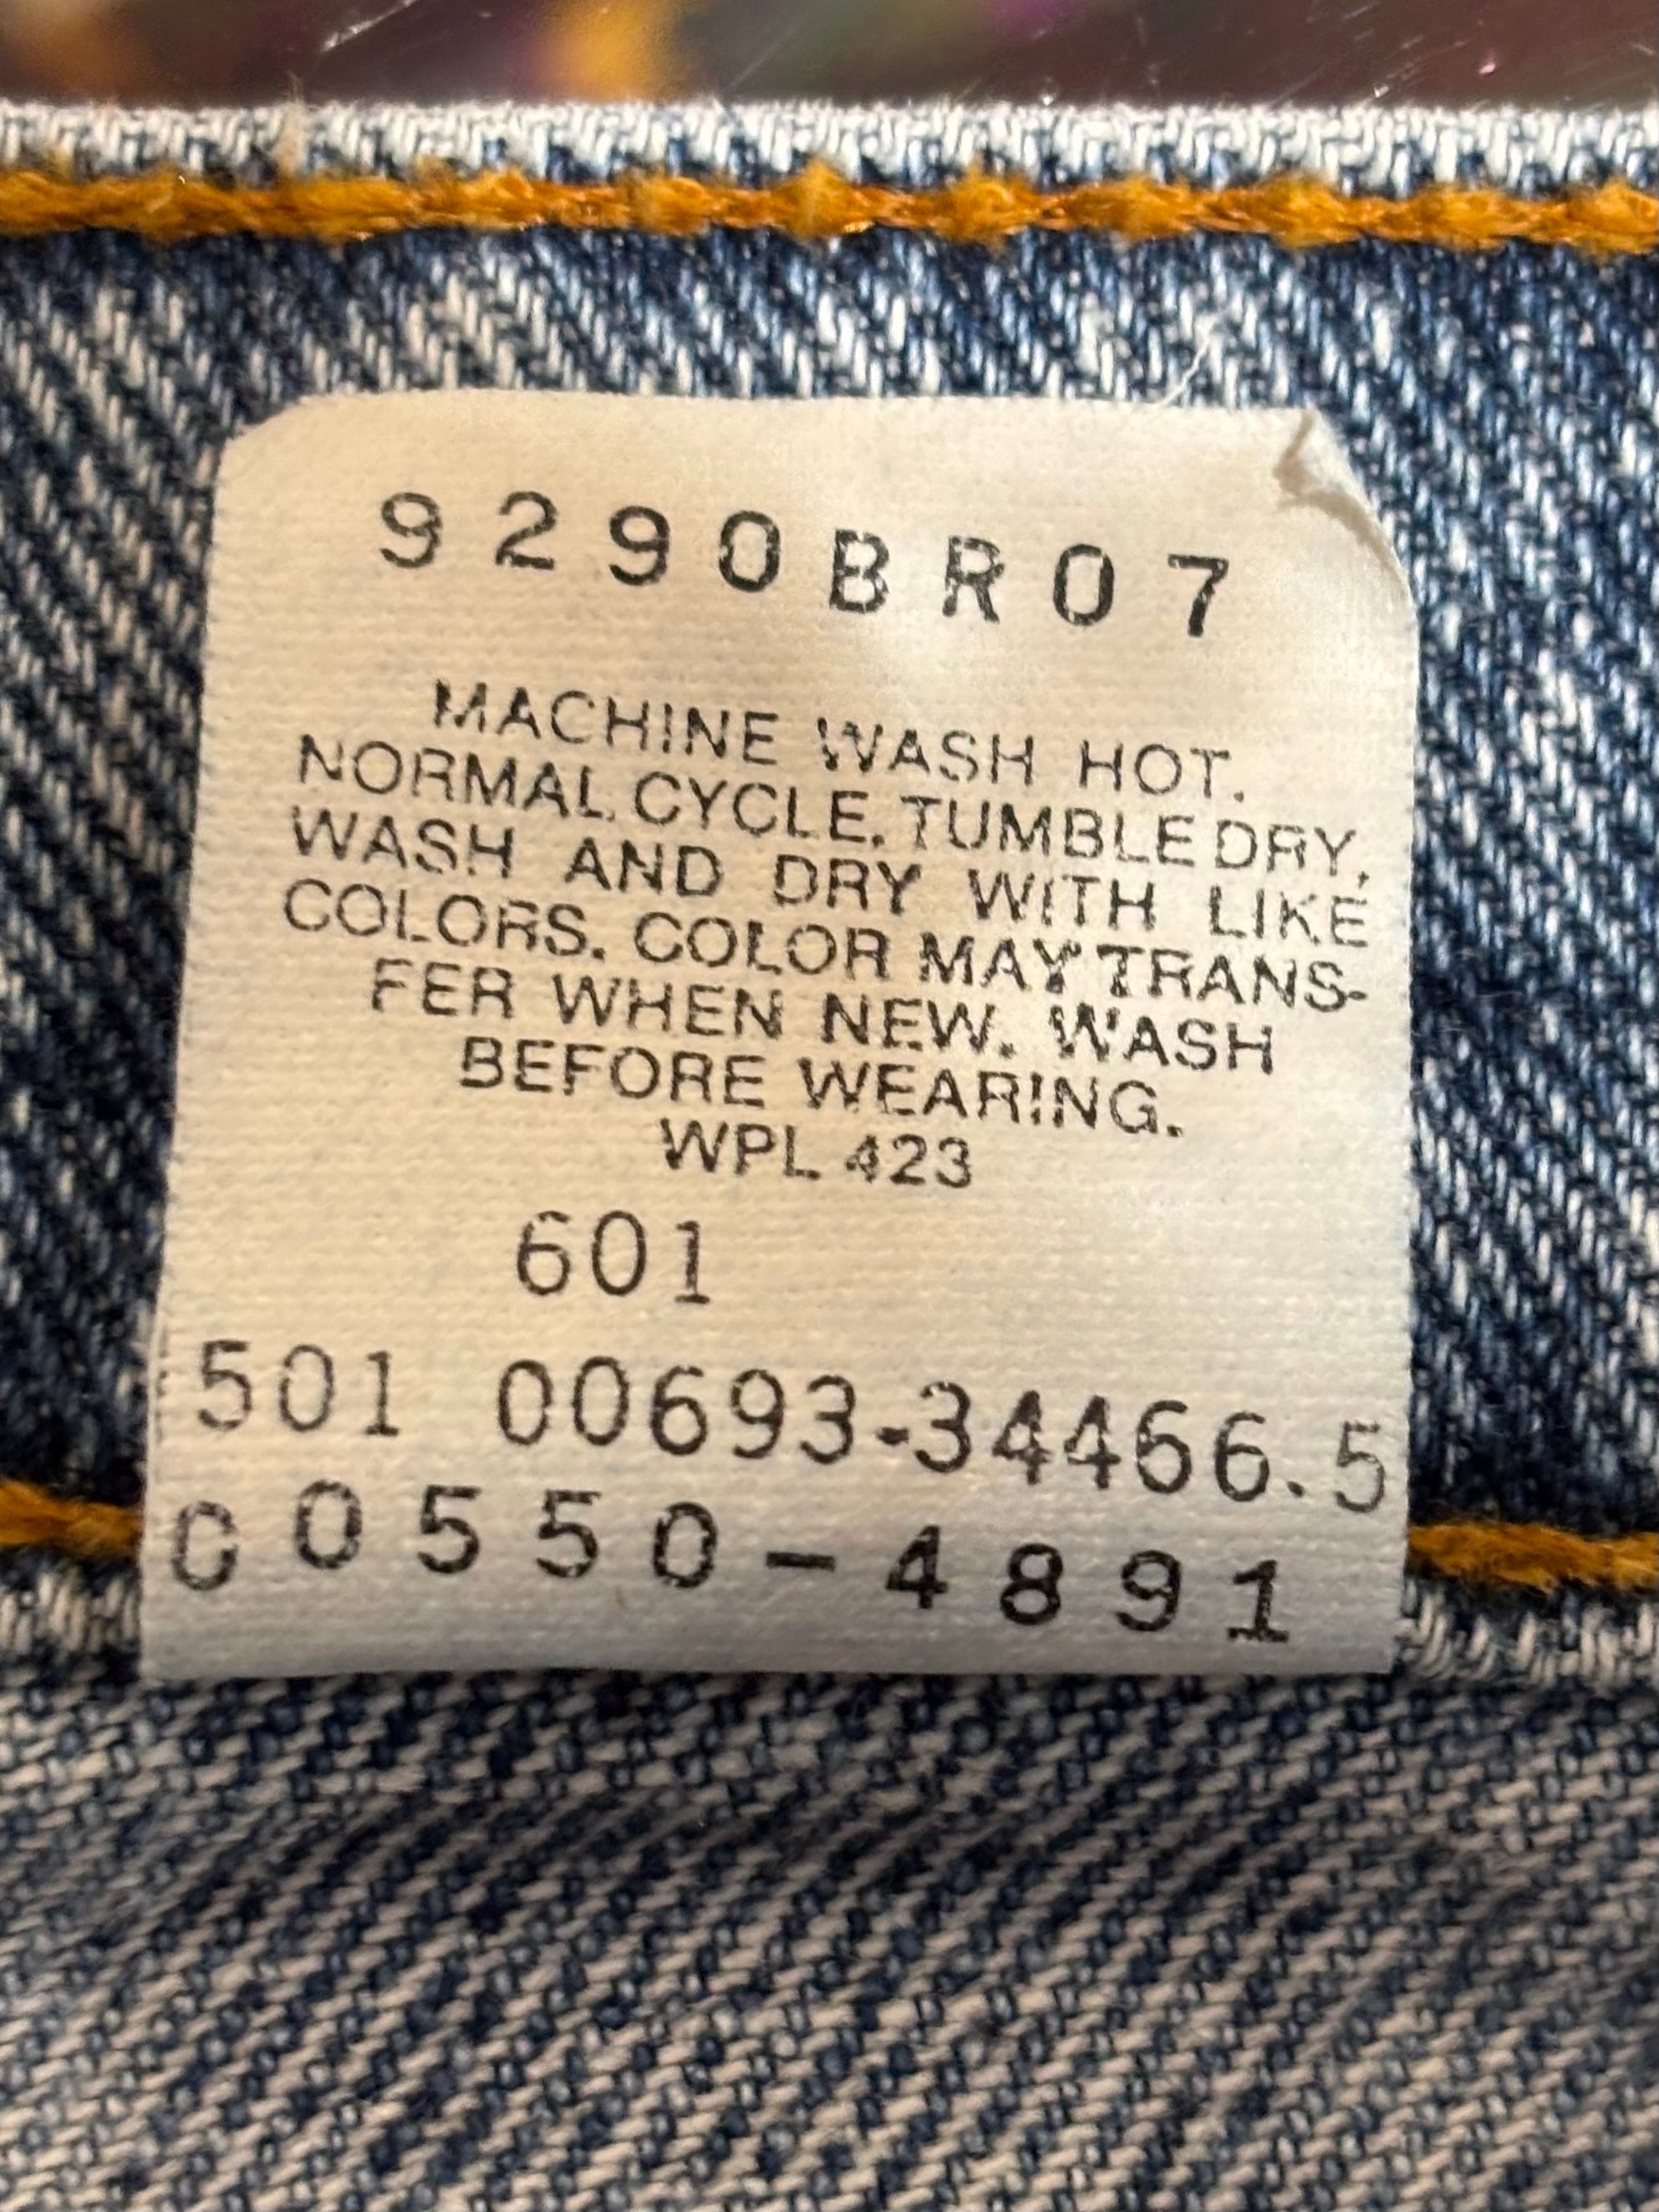 9290BR07
MACHINE WASH HOT.
NORMAL CYCLE. TUMBLE DRY.
WASH AND DRY WITH LIKE
COLORS. COLOR MAY TRANS-
FER WHEN NEW. WASH
BEFORE WEARING.
WPL 423
601
501 00693-34466.5
C0550-4891